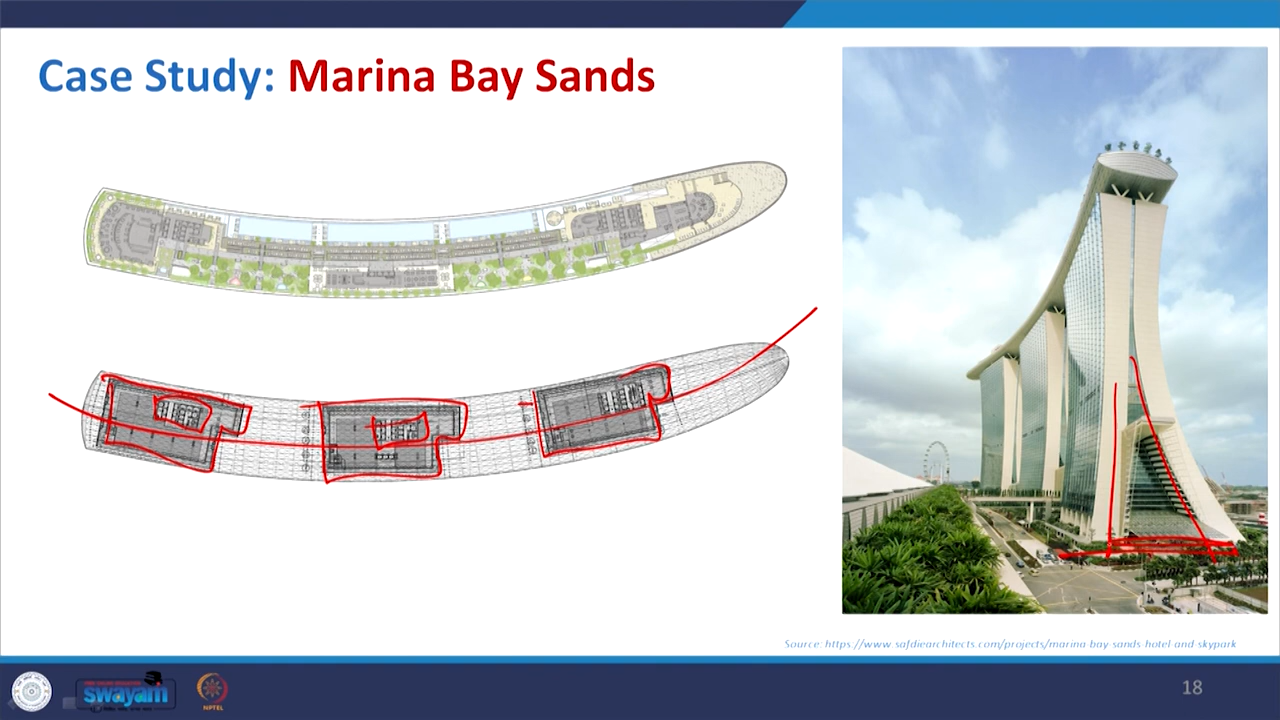 Case Study: Marina Bay Sands
Source: https://www.safdiearchitects.com/projects/marina-bay-sands-hotel-and-skypark
swayam
NPTEL
18